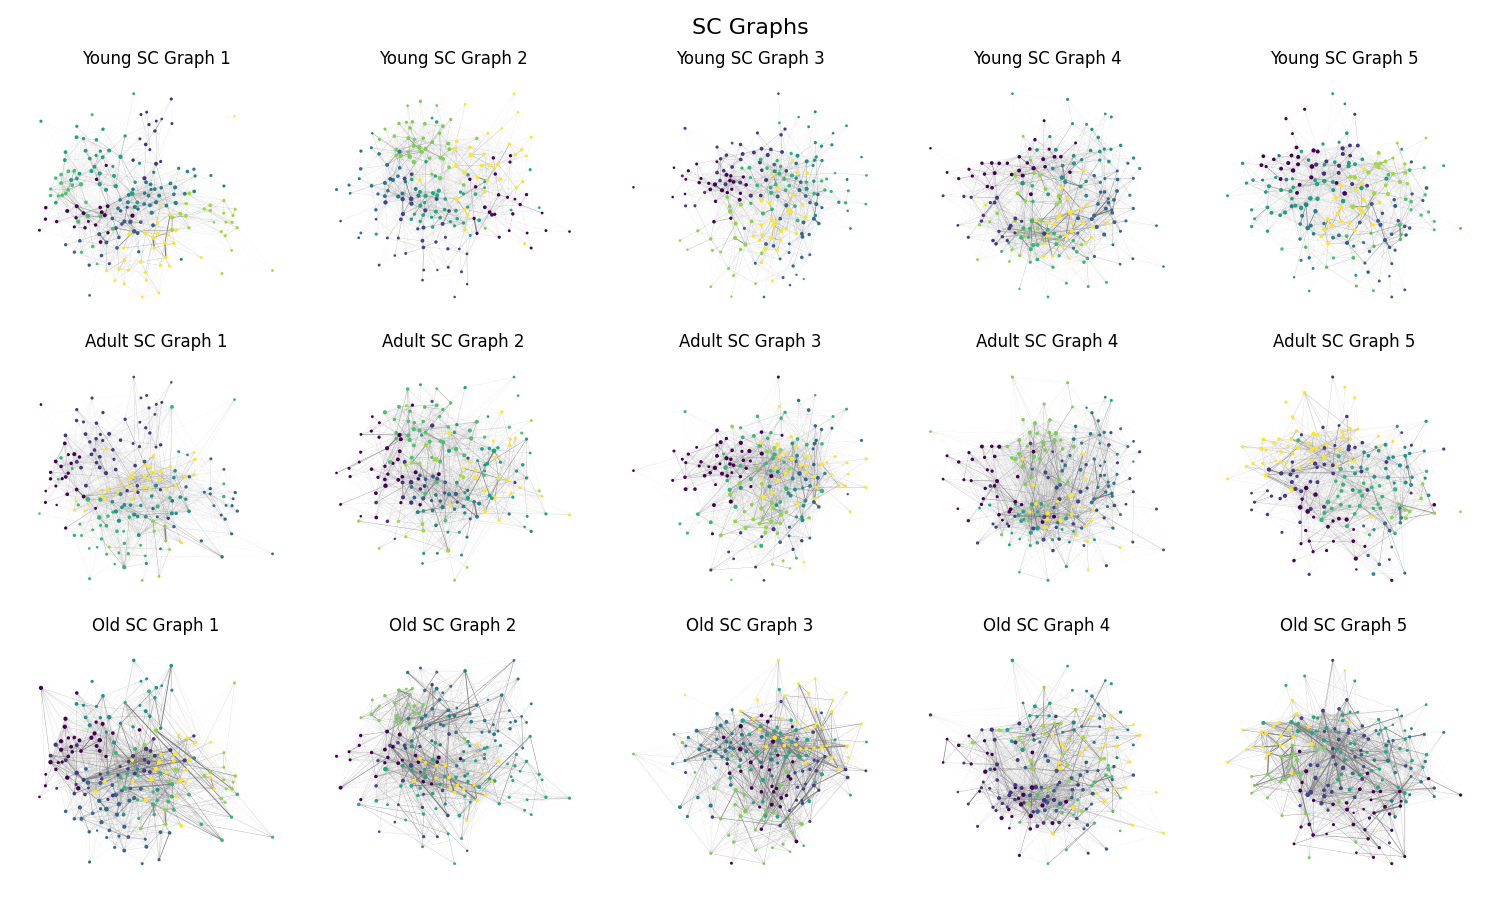 SC Graphs
Young SC Graph 1
Young SC Graph 2
Young SC Graph 3
Young SC Graph 4
Young SC Graph 5
Adult SC Graph 1
Adult SC Graph 2
Adult SC Graph 3
Adult SC Graph 4
Adult SC Graph 5
Old SC Graph 1
Old SC Graph 2
Old SC Graph 3
Old SC Graph 4
Old SC Graph 5